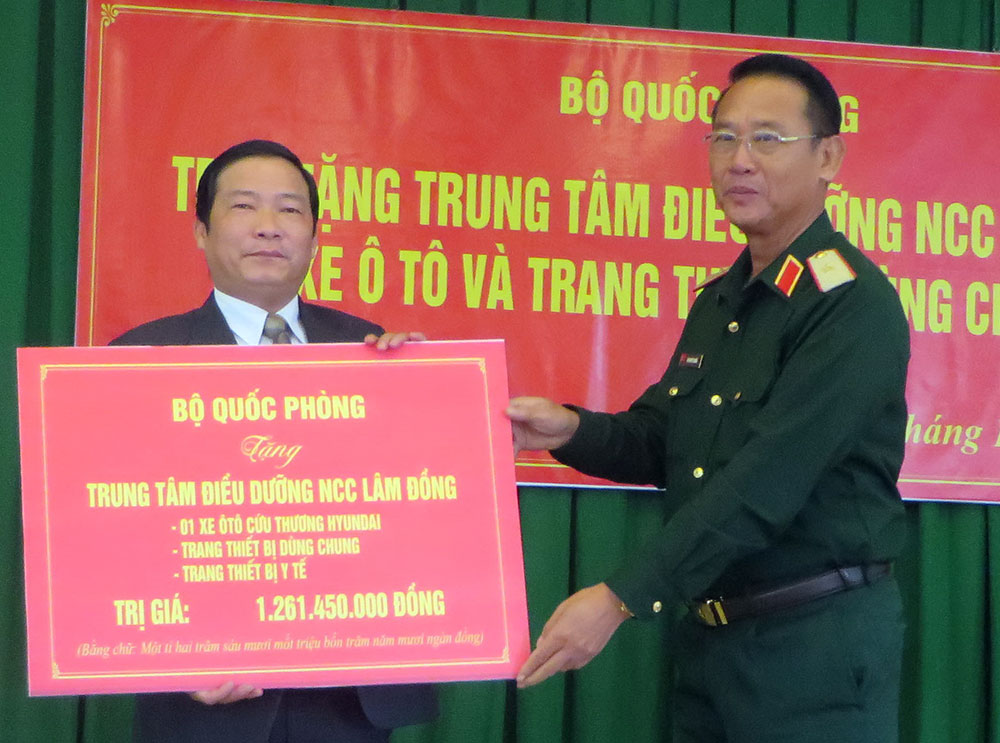 BỘ QUỐC
TẶNG TRUNG TÂM ĐIỀU DƯỠNG NCC
XE Ô TÔ VÀ TRANG
tháng
BỘ QUỐC PHÒNG
Tặng
TRUNG TÂM ĐIỀU DƯỠNG NCC LÂM ĐỒNG
- 01 XE ÔTÔ CỨU THƯƠNG HYUNDAI
- TRANG THIẾT BỊ DÙNG CHUNG
- TRANG THIẾT BỊ Y TẾ
TRỊ GIÁ: 1.261.450.000 ĐỒNG
(Bằng chữ: Một tỉ hai trăm sáu mươi mốt triệu bốn trăm năm mươi ngàn đồng)